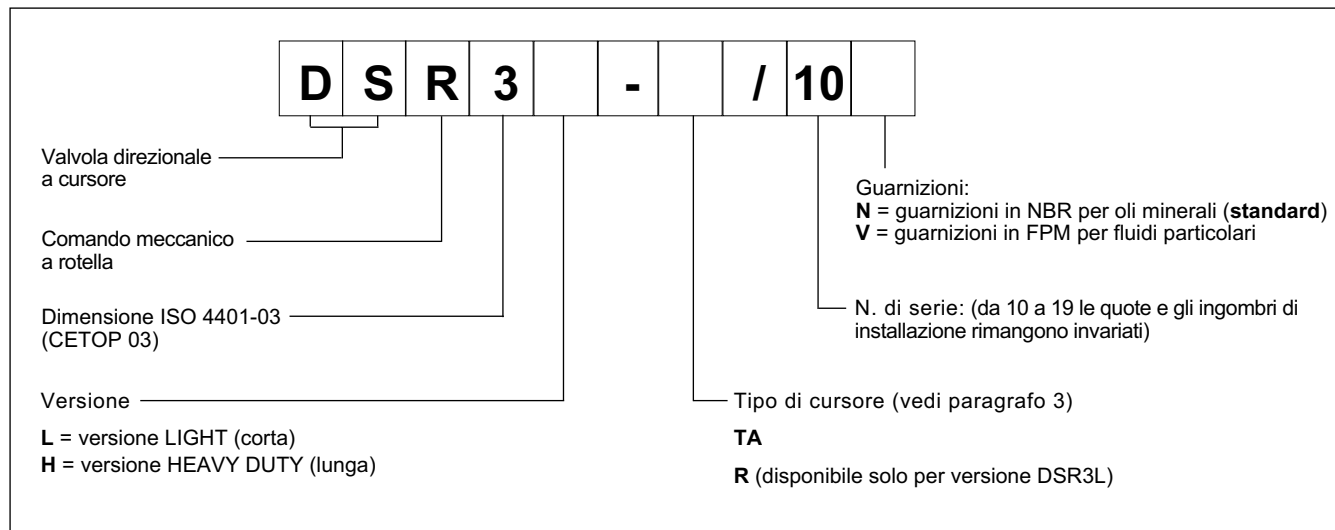 D S R 3 - / 10
Valvola direzionale
a cursore
Comando meccanico
a rotella
Dimensione ISO 4401-03
(CETOP 03)
Versione
L = versione LIGHT (corta)
H = versione HEAVY DUTY (lunga)
Guarnizioni:
N = guarnizioni in NBR per oli minerali (standard)
V = guarnizioni in FPM per fluidi particolari
N. di serie: (da 10 a 19 le quote e gli ingombri di
installazione rimangono invariati)
Tipo di cursore (vedi paragrafo 3)
TA
R (disponibile solo per versione DSR3L)